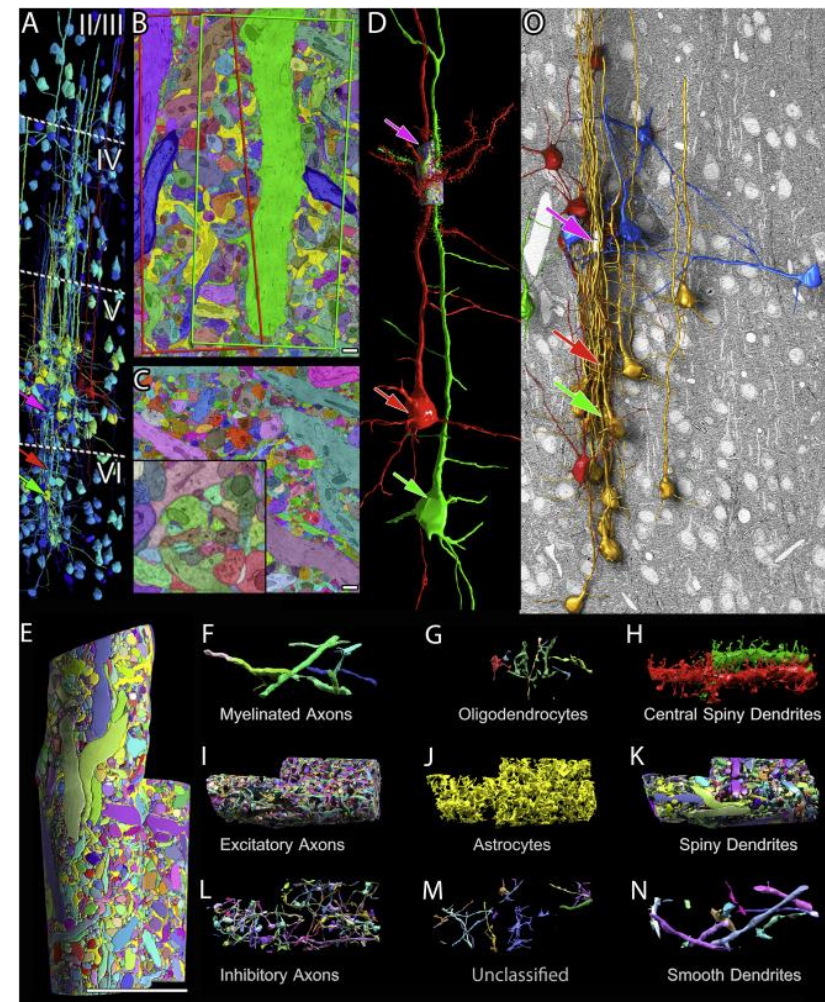 A II/III B D O
IV
V
C
VI
E F G H
Myelinated Axons Oligodendrocytes Central Spiny Dendrites
I J K
Excitatory Axons Astrocytes Spiny Dendrites
L M N
Inhibitory Axons Unclassified Smooth Dendrites